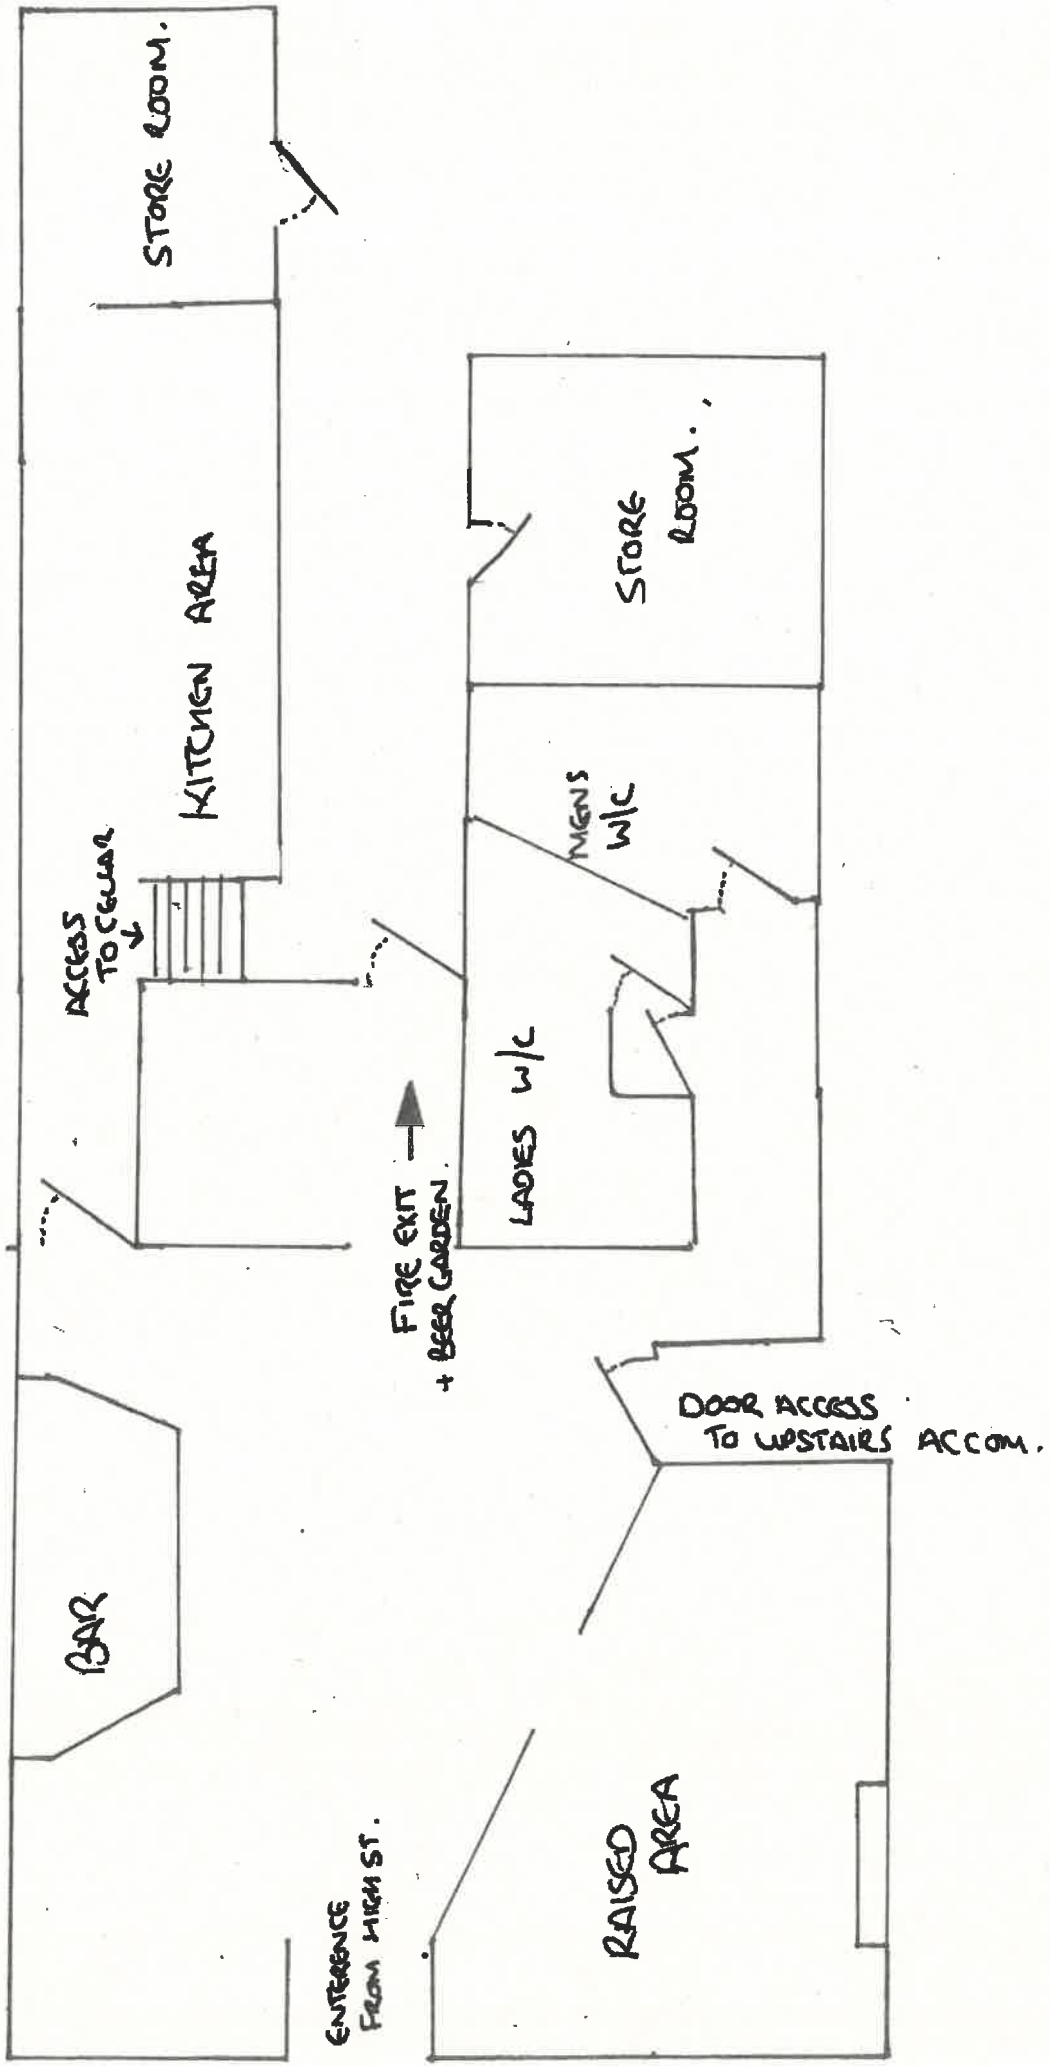 STORE ROOM.
KITCHEN AREA
ACCESS
TO CELLAR
STORE
ROOM.
MENS
W/C
LADIES W/C
FIRE EXIT
+ BEER GARDEN.
DOOR ACCESS
TO UPSTAIRS ACCOM.
BAR
ENTERENCE
FROM HIGH ST.
RAISED
AREA